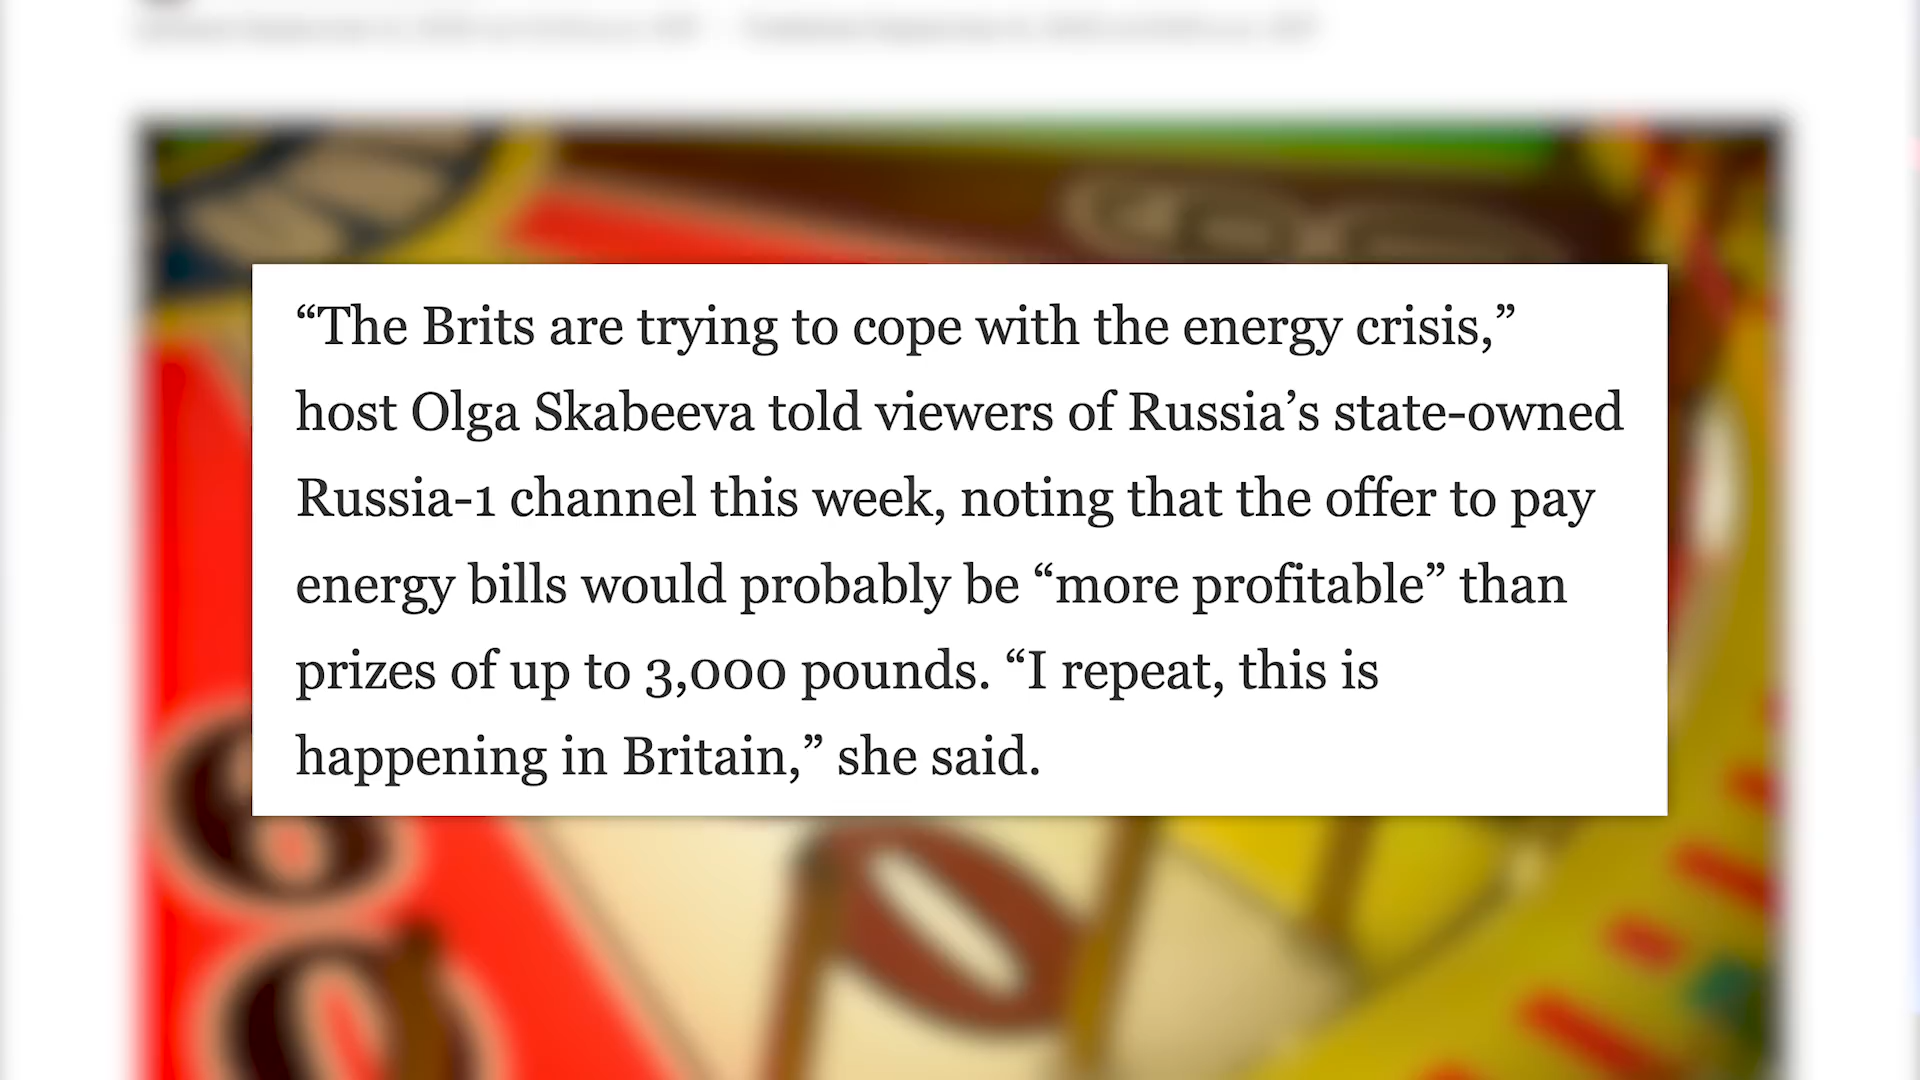 “The Brits are trying to cope with the energy crisis,”
host Olga Skabeeva told viewers of Russia’s state-owned
Russia-1 channel this week, noting that the offer to pay
energy bills would probably be “more profitable” than
prizes of up to 3,000 pounds. “I repeat, this is
happening in Britain,” she said.